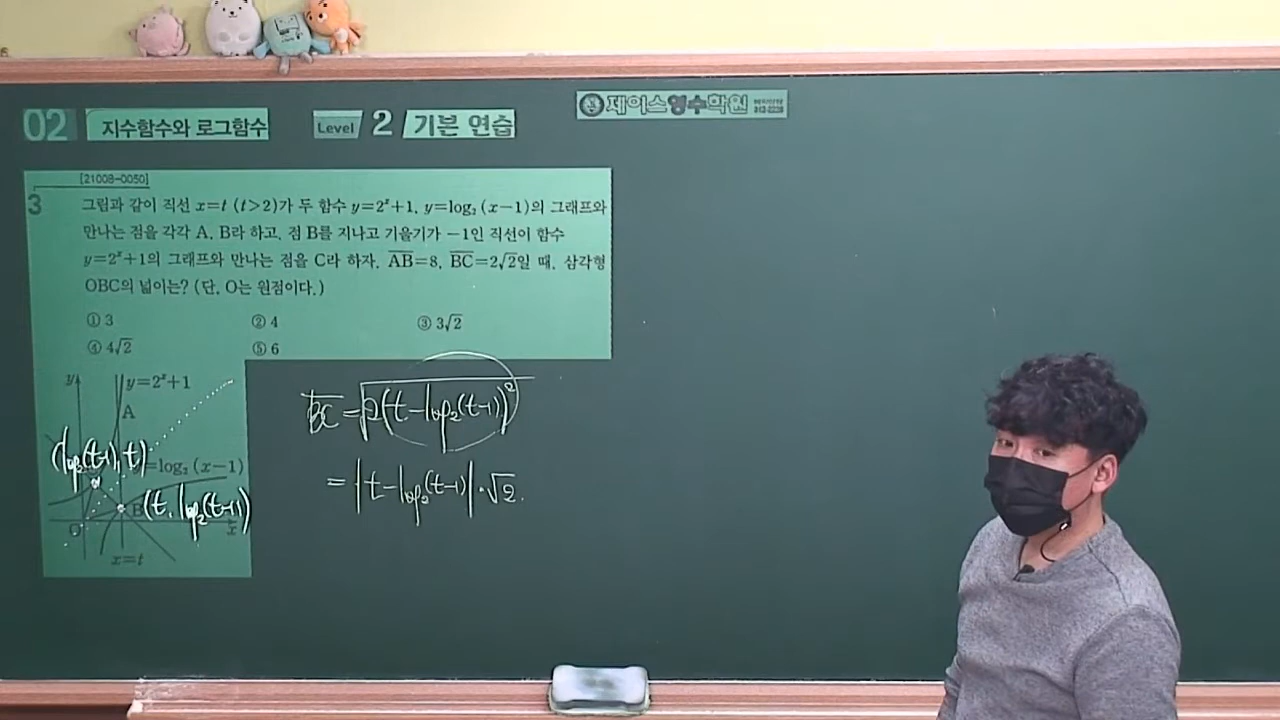 제이스영수학원
02 지수함수와 로그함수 Level 2 기본 연습
[21008-0050]
3 그림과 같이 직선 x=t (t>2)가 두 함수 y=2ˣ+1, y=log₂(x-1)의 그래프와
만나는 점을 각각 A, B라 하고, 점 B를 지나고 기울기가 -1인 직선이 함수
y=2ˣ+1의 그래프와 만나는 점을 C라 하자. A̅B̅=8, B̅C̅=2√2일 때, 삼각형
OBC의 넓이는? (단, O는 원점이다.)
① 3 ② 4 ③ 3√2
④ 4√2 ⑤ 6
y y=2ˣ+1
A
(log₂(t-1), t) y=log₂(x-1)
B (t, log₂(t-1))
O x
x=t
B̅C̅=√2(t-log₂(t-1))²
=|t-log₂(t-1)|·√2.